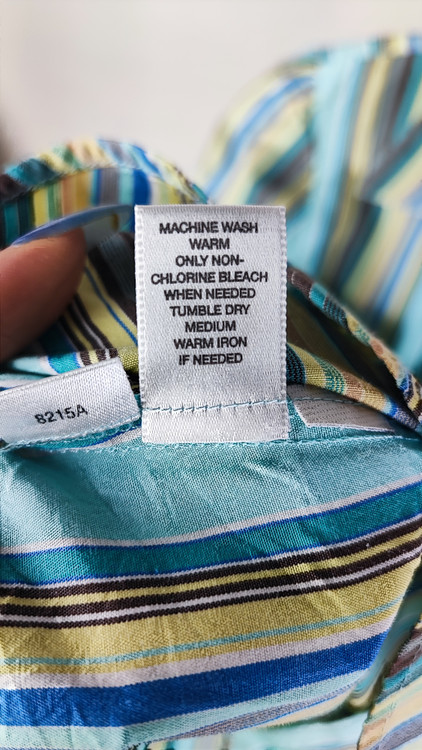 MACHINE WASH
WARM
ONLY NON-
CHLORINE BLEACH
WHEN NEEDED
TUMBLE DRY
MEDIUM
WARM IRON
IF NEEDED
8215A